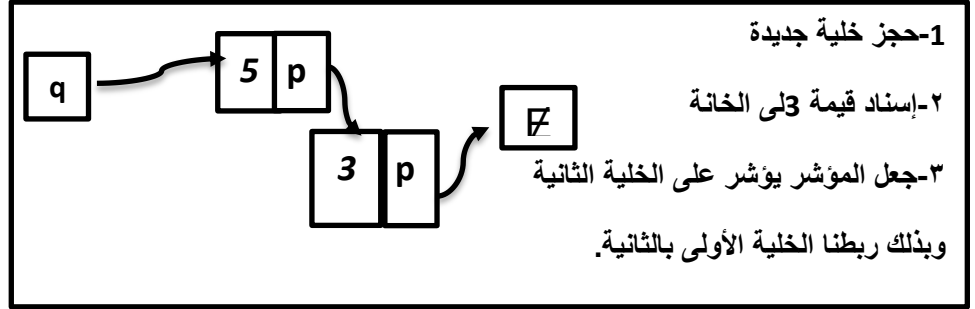 1-حجز خلية جديدة
٢-إسناد قيمة 3لى الخانة
٣-جعل المؤشر يؤشر على الخلية الثانية
وبذلك ربطنا الخلية الأولى بالثانية.
q
5 p
3 p